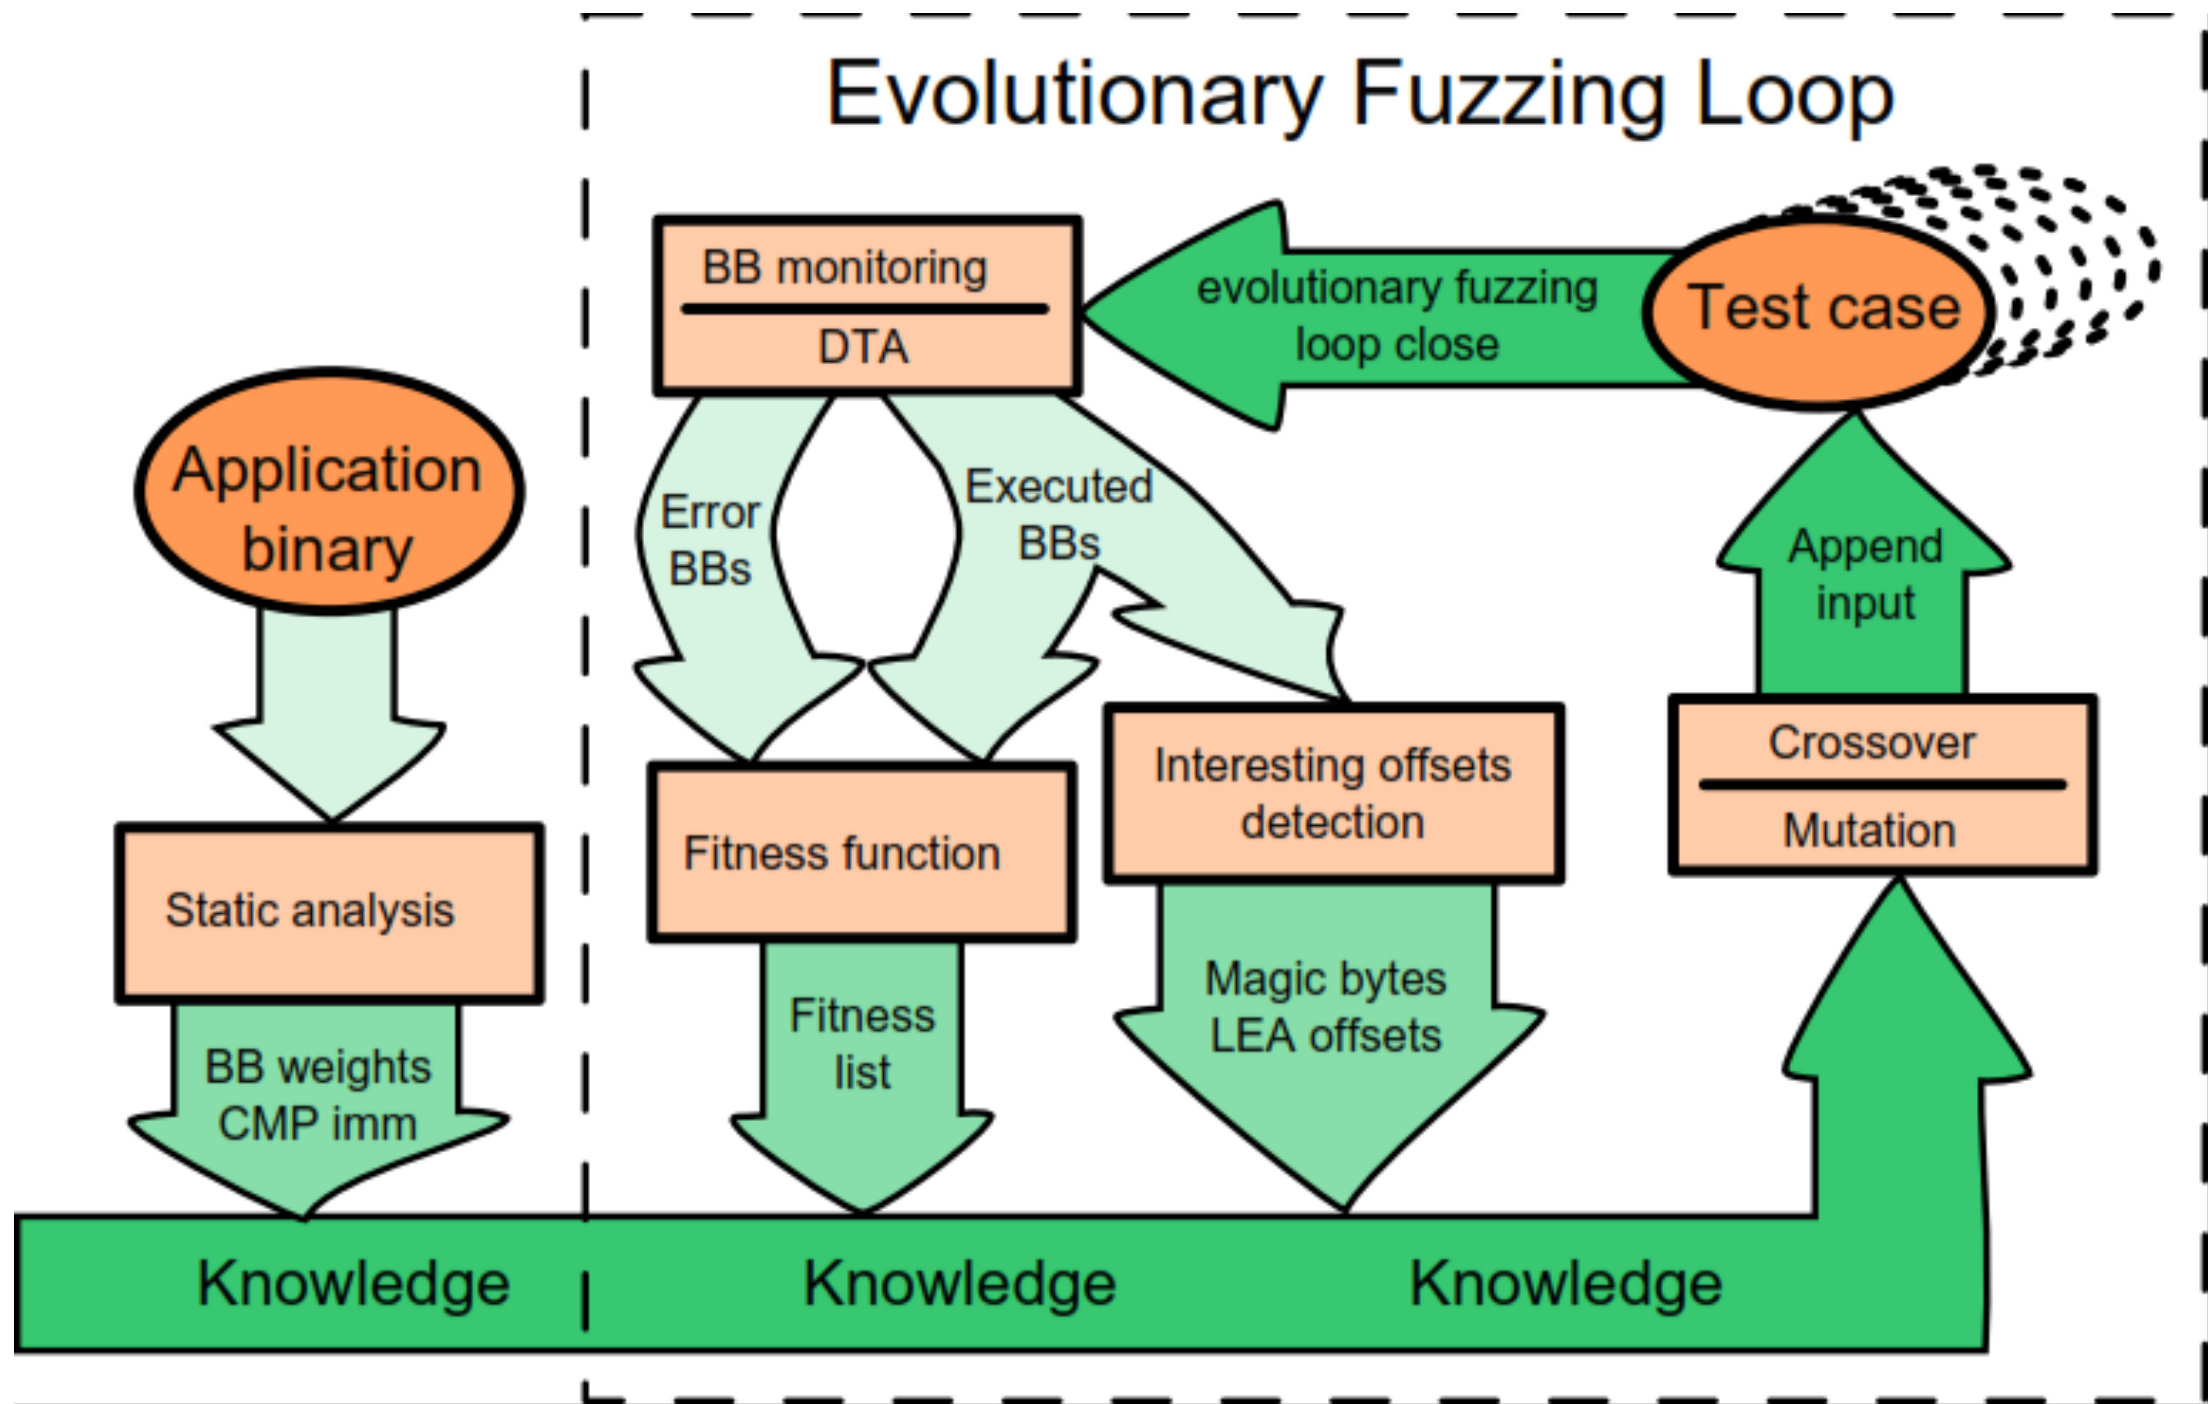 Evolutionary Fuzzing Loop
BB monitoring
DTA
evolutionary fuzzing
loop close
Test case
Application
binary
Error
BBs
Executed
BBs
Append
input
Static analysis
Fitness function
Interesting offsets
detection
Crossover
Mutation
BB weights
CMP imm
Fitness
list
Magic bytes
LEA offsets
Knowledge
Knowledge
Knowledge